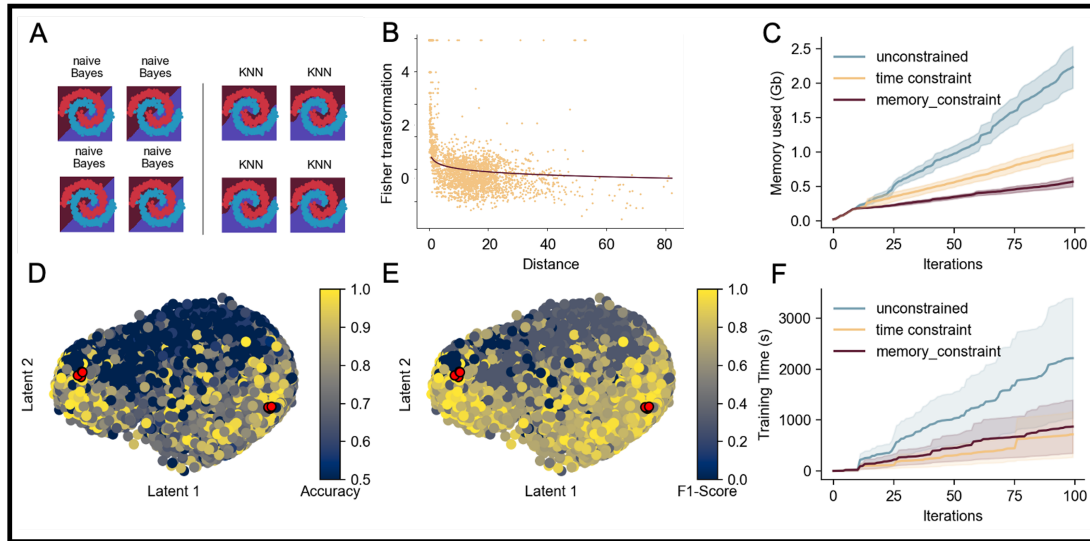 A
naive
Bayes
naive
Bayes
KNN
KNN
naive
Bayes
naive
Bayes
KNN
KNN
B
Fisher transformation
4
2
0
0
20
40
60
80
Distance
C
Memory used (Gb)
2.5
2.0
1.5
1.0
0.5
0.0
unconstrained
time constraint
memory_constraint
0
25
50
75
100
Iterations
D
Latent 2
Latent 1
1.0
0.9
0.8
0.7
0.6
0.5
Accuracy
E
Latent 2
Latent 1
1.0
0.8
0.6
0.4
0.2
0.0
F1-Score
F
Training Time (s)
3000
2000
1000
0
unconstrained
time constraint
memory_constraint
0
25
50
75
100
Iterations